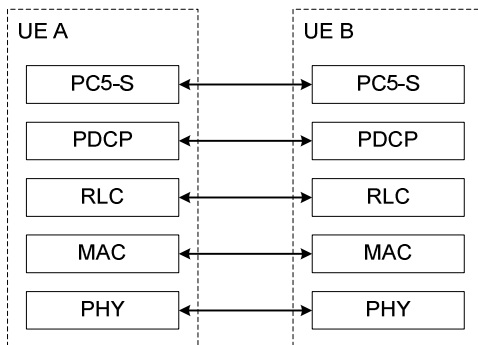 UE A UE B
PC5-S PC5-S
PDCP PDCP
RLC RLC
MAC MAC
PHY PHY